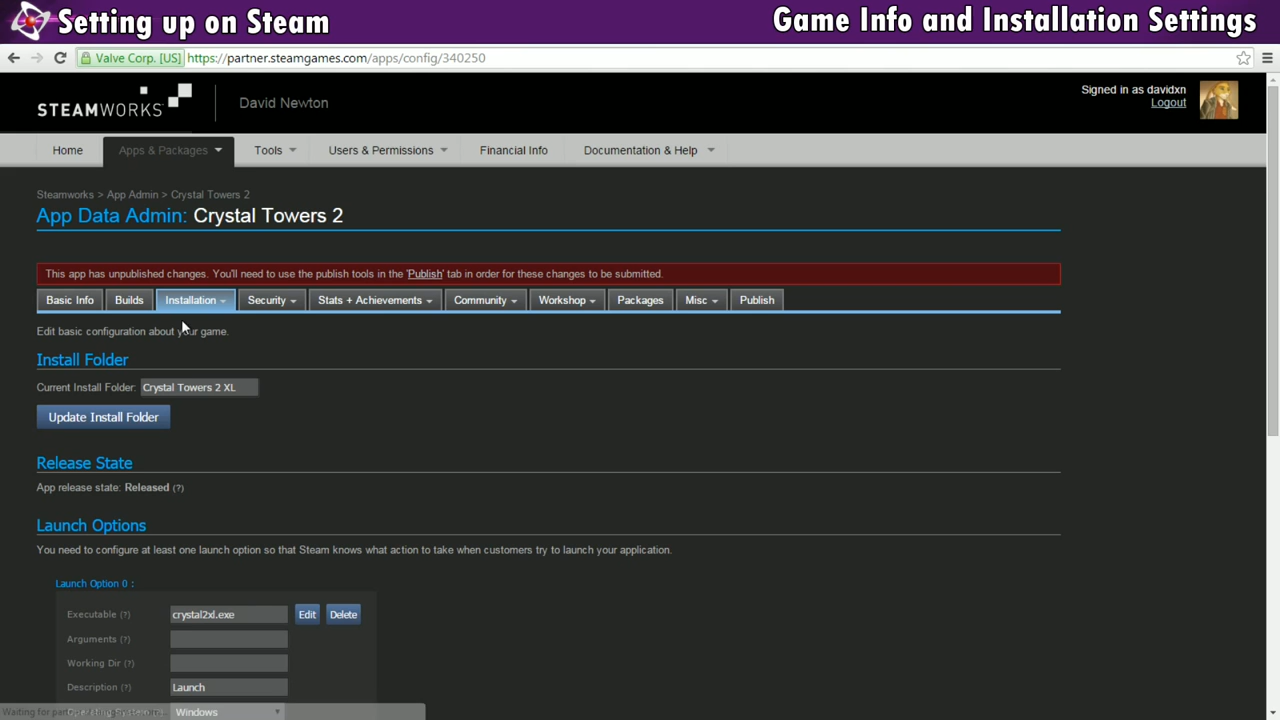 Setting up on Steam
Game Info and Installation Settings
Valve Corp. [US] https://partner.steamgames.com/apps/config/340250
STEAMWORKS David Newton
Signed in as davidxn
Logout
Home Apps & Packages Tools Users & Permissions Financial Info Documentation & Help
Steamworks > App Admin > Crystal Towers 2
App Data Admin: Crystal Towers 2
This app has unpublished changes. You'll need to use the publish tools in the 'Publish' tab in order for these changes to be submitted.
Basic Info Builds Installation Security Stats + Achievements Community Workshop Packages Misc Publish
Edit basic configuration about your game.
Install Folder
Current Install Folder: Crystal Towers 2 XL
Update Install Folder
Release State
App release state: Released (?)
Launch Options
You need to configure at least one launch option so that Steam knows what action to take when customers try to launch your application.
Launch Option 0 :
Executable (?) crystal2xl.exe Edit Delete
Arguments (?)
Working Dir (?)
Description (?) Launch
Windows